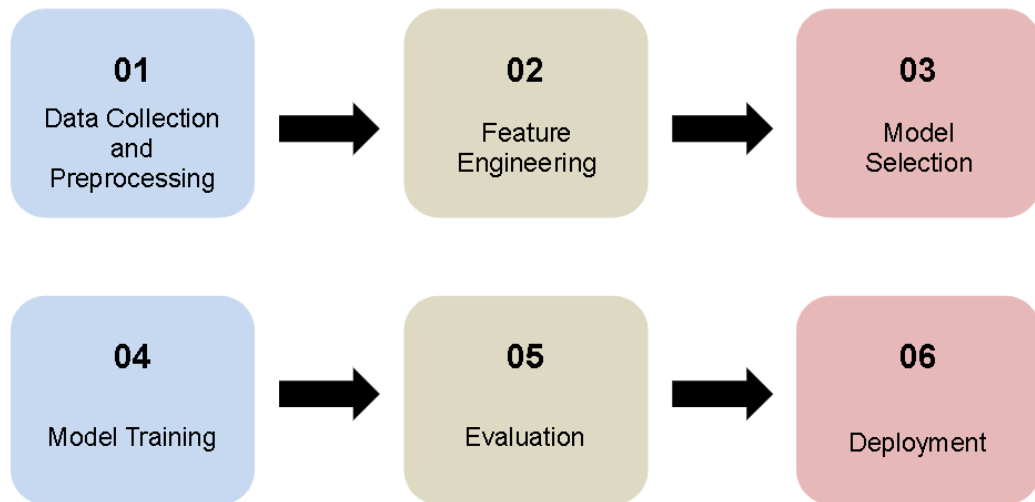 01
Data Collection
and
Preprocessing
02
Feature
Engineering
03
Model
Selection
04
Model Training
05
Evaluation
06
Deployment